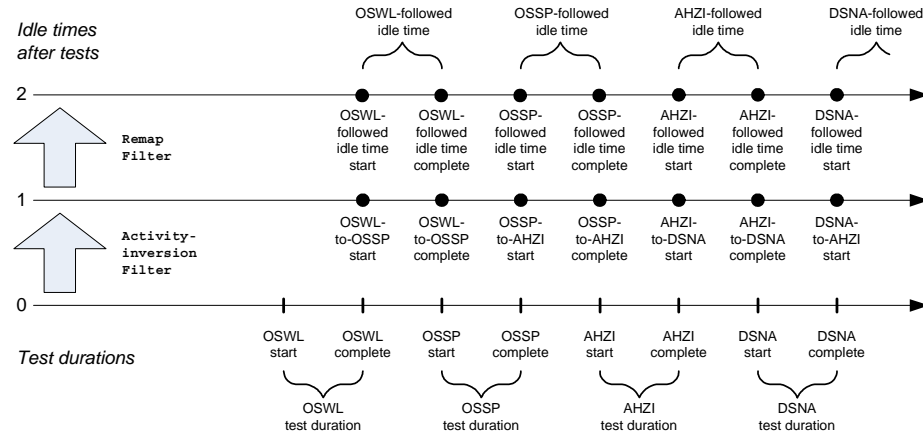 Idle times
after tests
OSWL-followed
idle time
OSSP-followed
idle time
AHZI-followed
idle time
DSNA-followed
idle time
2
OSWL-
followed
idle time
start
OSWL-
followed
idle time
complete
OSSP-
followed
idle time
start
OSSP-
followed
idle time
complete
AHZI-
followed
idle time
start
AHZI-
followed
idle time
complete
DSNA-
followed
idle time
start
Remap
Filter
1
OSWL-
to-OSSP
start
OSWL-
to-OSSP
complete
OSSP-
to-AHZI
start
OSSP-
to-AHZI
complete
AHZI-
to-DSNA
start
AHZI-
to-DSNA
complete
DSNA-
to-AHZI
start
Activity-
inversion
Filter
0
OSWL
start
OSWL
complete
OSSP
start
OSSP
complete
AHZI
start
AHZI
complete
DSNA
start
DSNA
complete
Test durations
OSWL
test duration
OSSP
test duration
AHZI
test duration
DSNA
test duration